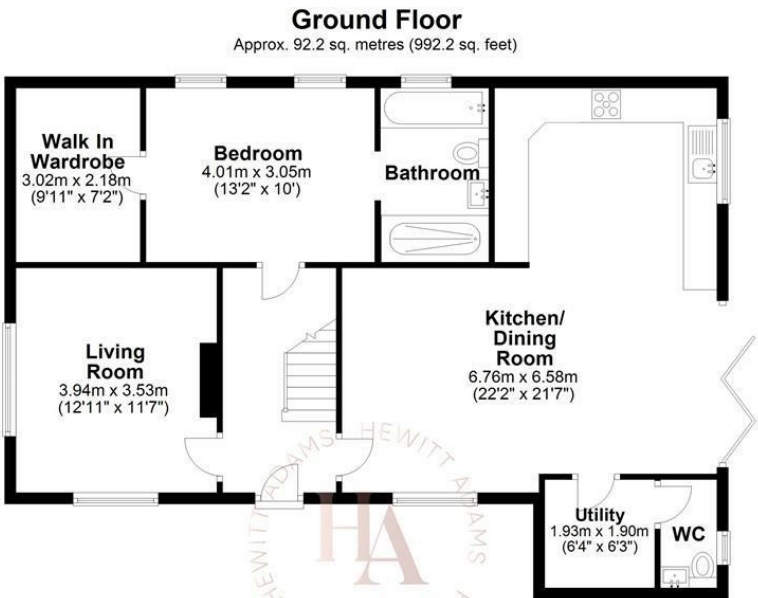 Ground Floor
Approx. 92.2 sq. metres (992.2 sq. feet)
Walk In
Wardrobe
3.02m x 2.18m
(9'11" x 7'2")
Bedroom
4.01m x 3.05m
(13'2" x 10')
Bathroom
Living
Room
3.94m x 3.53m
(12'11" x 11'7")
Kitchen/
Dining
Room
6.76m x 6.58m
(22'2" x 21'7")
Utility
1.93m x 1.90m
(6'4" x 6'3")
WC
HEWITT ADAMS
HEWITT ADAMS
HA